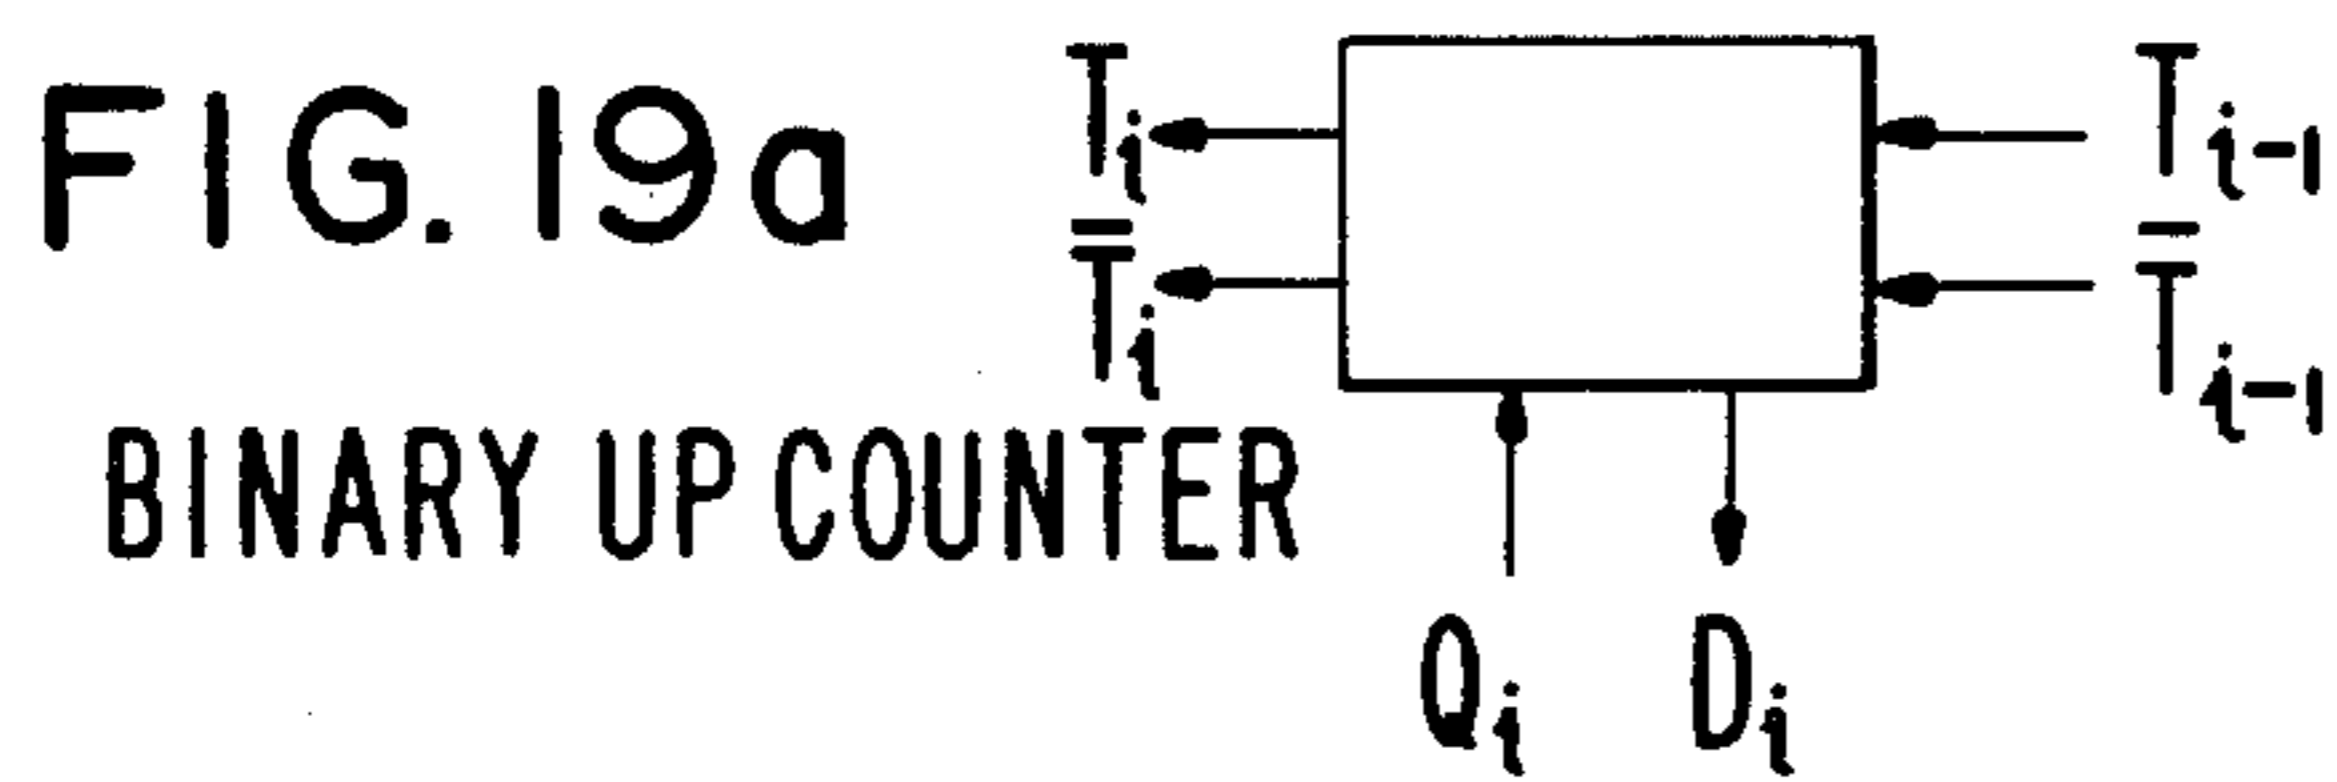 FIG. 19a
BINARY UP COUNTER
Tᵢ
T̅ᵢ
Tᵢ₋₁
T̅ᵢ₋₁
Qᵢ
Dᵢ